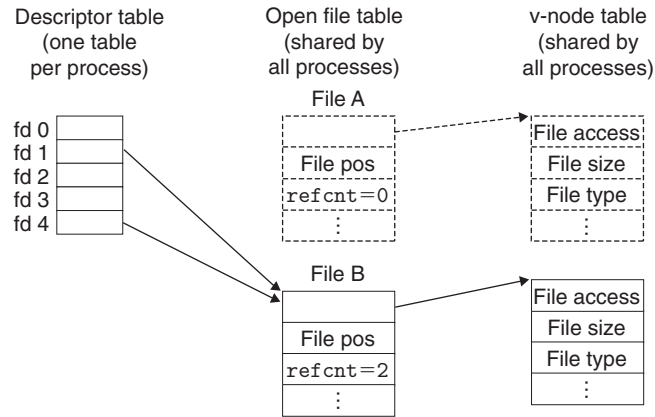 Descriptor table
(one table
per process)
Open file table
(shared by
all processes)
v-node table
(shared by
all processes)
File A
fd 0
fd 1
fd 2
fd 3
fd 4
File pos
refcnt=0
⋮
File access
File size
File type
⋮
File B
File pos
refcnt=2
⋮
File access
File size
File type
⋮